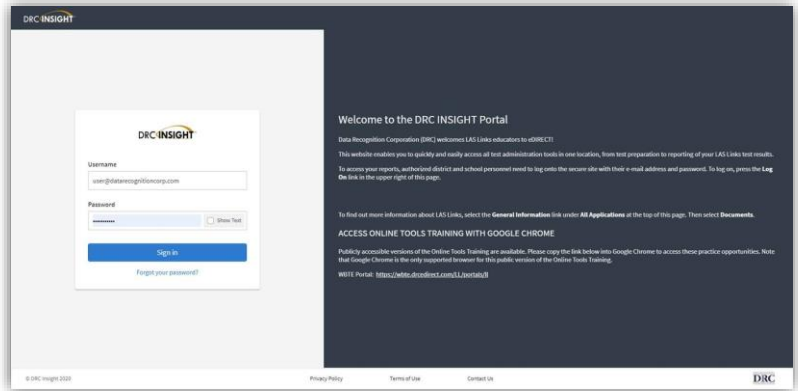 DRC INSIGHT
DRC INSIGHT
Username
user@datarecognitioncorp.com
Password
Show Text
Sign in
Forgot your password?
Welcome to the DRC INSIGHT Portal
Data Recognition Corporation (DRC) welcomes LAS Links educators to eDIRECT!
This website enables you to quickly and easily access all test administration tools in one location, from test preparation to reporting of your LAS Links test results.
To access your reports, authorized district and school personnel need to log onto the secure site with their e-mail address and password. To log on, press the Log
On link in the upper right of this page.
To find out more information about LAS Links, select the General Information link under All Applications at the top of this page. Then select Documents.
ACCESS ONLINE TOOLS TRAINING WITH GOOGLE CHROME
Publicly accessible versions of the Online Tools Training are available. Please copy the link below into Google Chrome to access these practice opportunities. Note
that Google Chrome is the only supported browser for this public version of the Online Tools Training.
WBTE Portal: https://wbte.drcedirect.com/LL/portals/ll
© DRC Insight 2020
Privacy Policy
Terms of Use
Contact Us
DRC